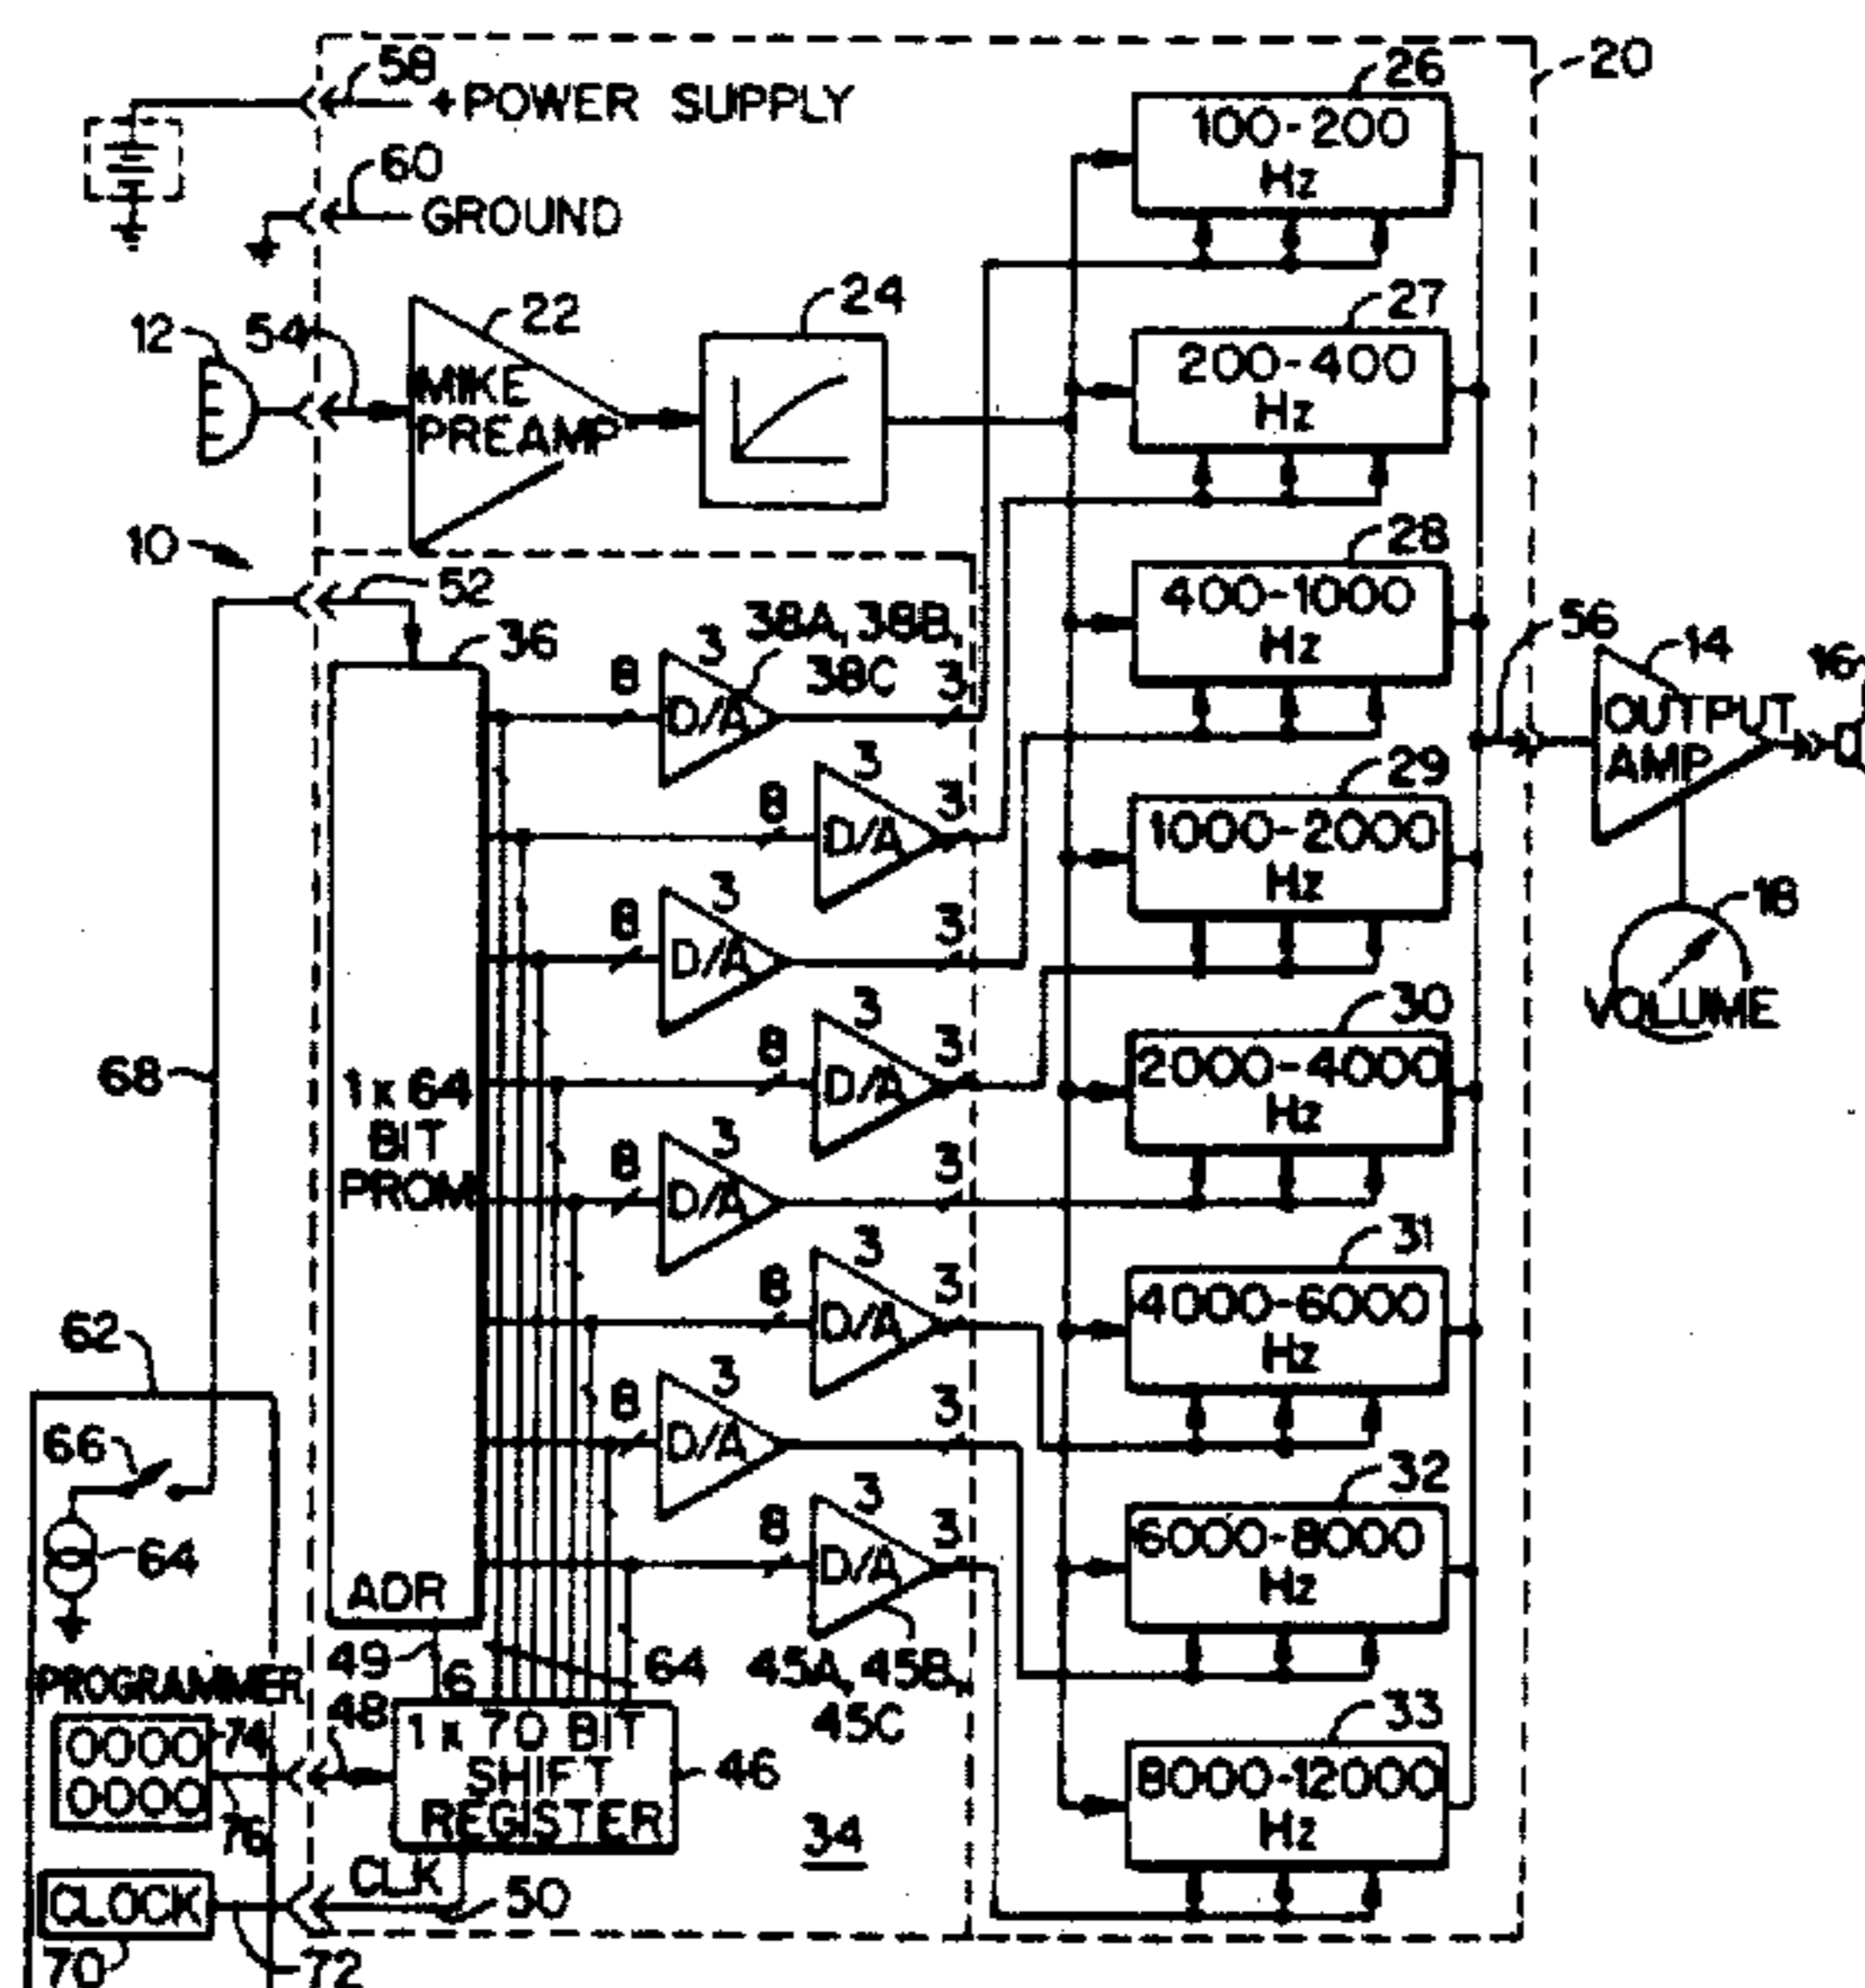 58
+POWER SUPPLY
60
GROUND
20
26
100-200
Hz
12
54
22
MIKE
PREAMP
24
27
200-400
Hz
10
52
36
28
400-1000
Hz
56
14
OUTPUT
AMP
16
18
VOLUME
29
1000-2000
Hz
30
2000-4000
Hz
31
4000-6000
Hz
32
6000-8000
Hz
33
8000-12000
Hz
8
3
D/A
38A, 38B,
38C
3
8
3
D/A
3
8
3
D/A
3
8
3
D/A
3
8
3
D/A
3
8
3
D/A
3
8
3
D/A
3
8
3
D/A
3
45A, 45B,
45C
68
1x64
BIT
PROM
ADR
62
66
64
PROGRAMMER
0000
0000
74
76
49
6
64
48
1x 70 BIT
SHIFT
REGISTER
46
34
CLK
50
CLOCK
70
72